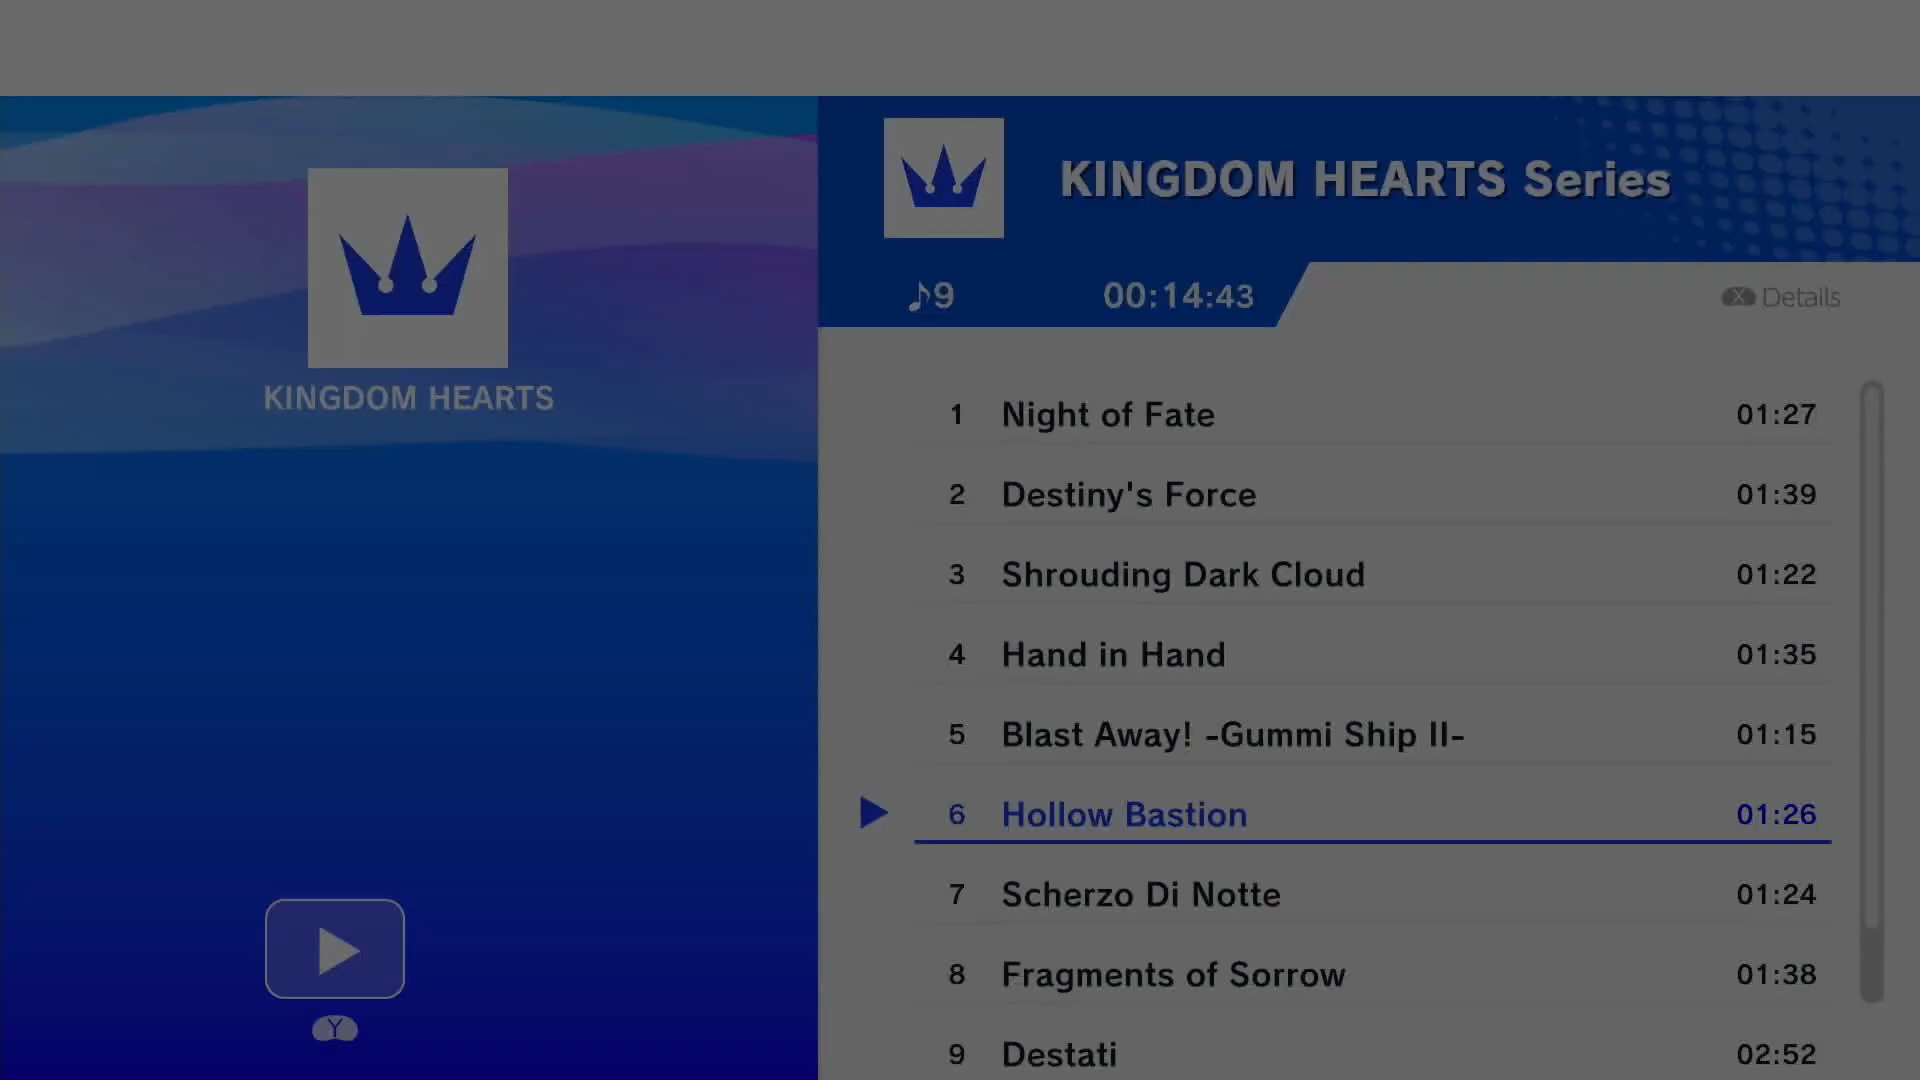 KINGDOM HEARTS
Y
KINGDOM HEARTS Series
♪9 00:14:43
X Details
1 Night of Fate 01:27
2 Destiny's Force 01:39
3 Shrouding Dark Cloud 01:22
4 Hand in Hand 01:35
5 Blast Away! -Gummi Ship II- 01:15
6 Hollow Bastion 01:26
7 Scherzo Di Notte 01:24
8 Fragments of Sorrow 01:38
9 Destati 02:52